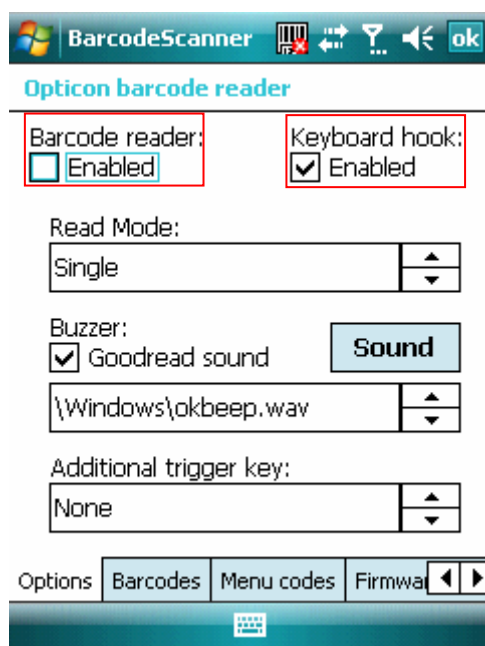 BarcodeScanner ok
Opticon barcode reader
Barcode reader: Keyboard hook:
Enabled Enabled
Read Mode:
Single
Buzzer:
Goodread sound Sound
\Windows\okbeep.wav
Additional trigger key:
None
Options Barcodes Menu codes Firmwa